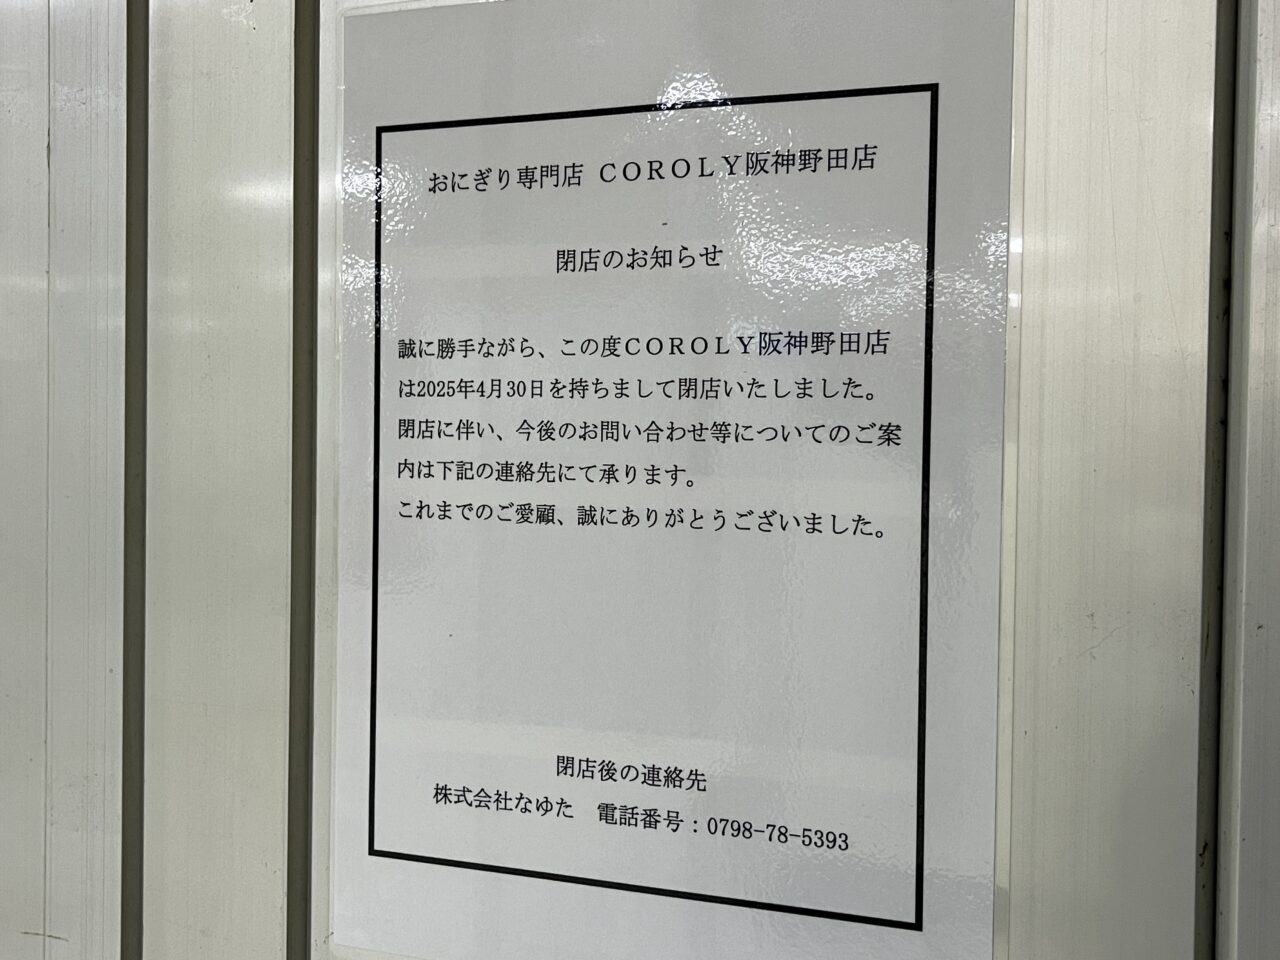 おにぎり専門店 ＣＯＲＯＬＹ阪神野田店
閉店のお知らせ
誠に勝手ながら、この度ＣＯＲＯＬＹ阪神野田店
は2025年4月30日を持ちまして閉店いたしました。
閉店に伴い、今後のお問い合わせ等についてのご案
内は下記の連絡先にて承ります。
これまでのご愛顧、誠にありがとうございました。
閉店後の連絡先
株式会社なゆた　電話番号：0798-78-5393